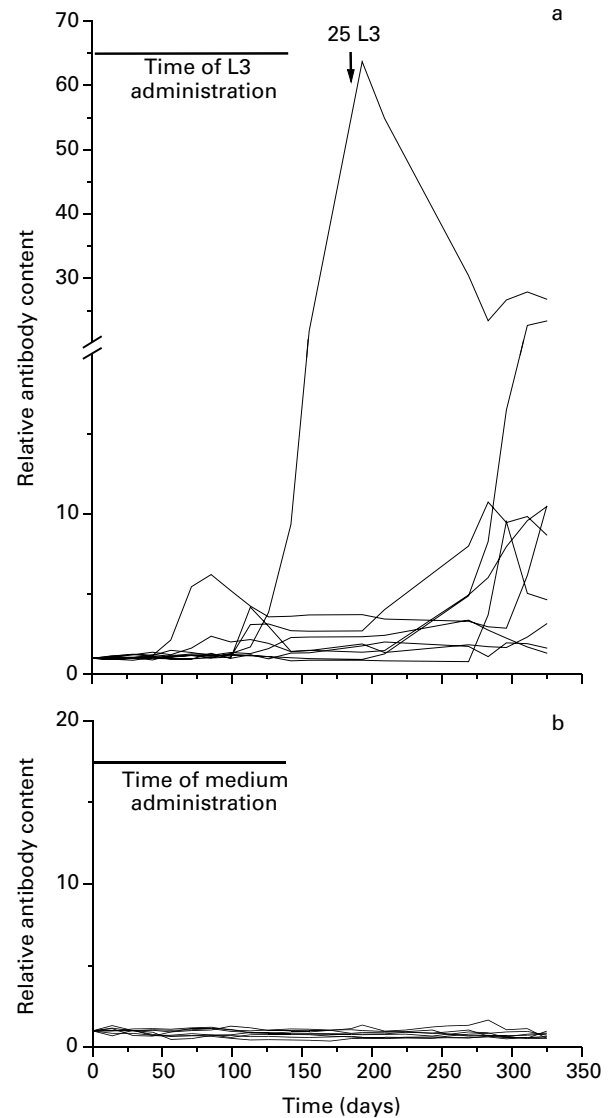 a
70
25 L3
Time of L3
administration
60
50
40
30
10
0
Relative antibody content
b
20
Time of medium
administration
10
0
Relative antibody content
0 50 100 150 200 250 300 350
Time (days)